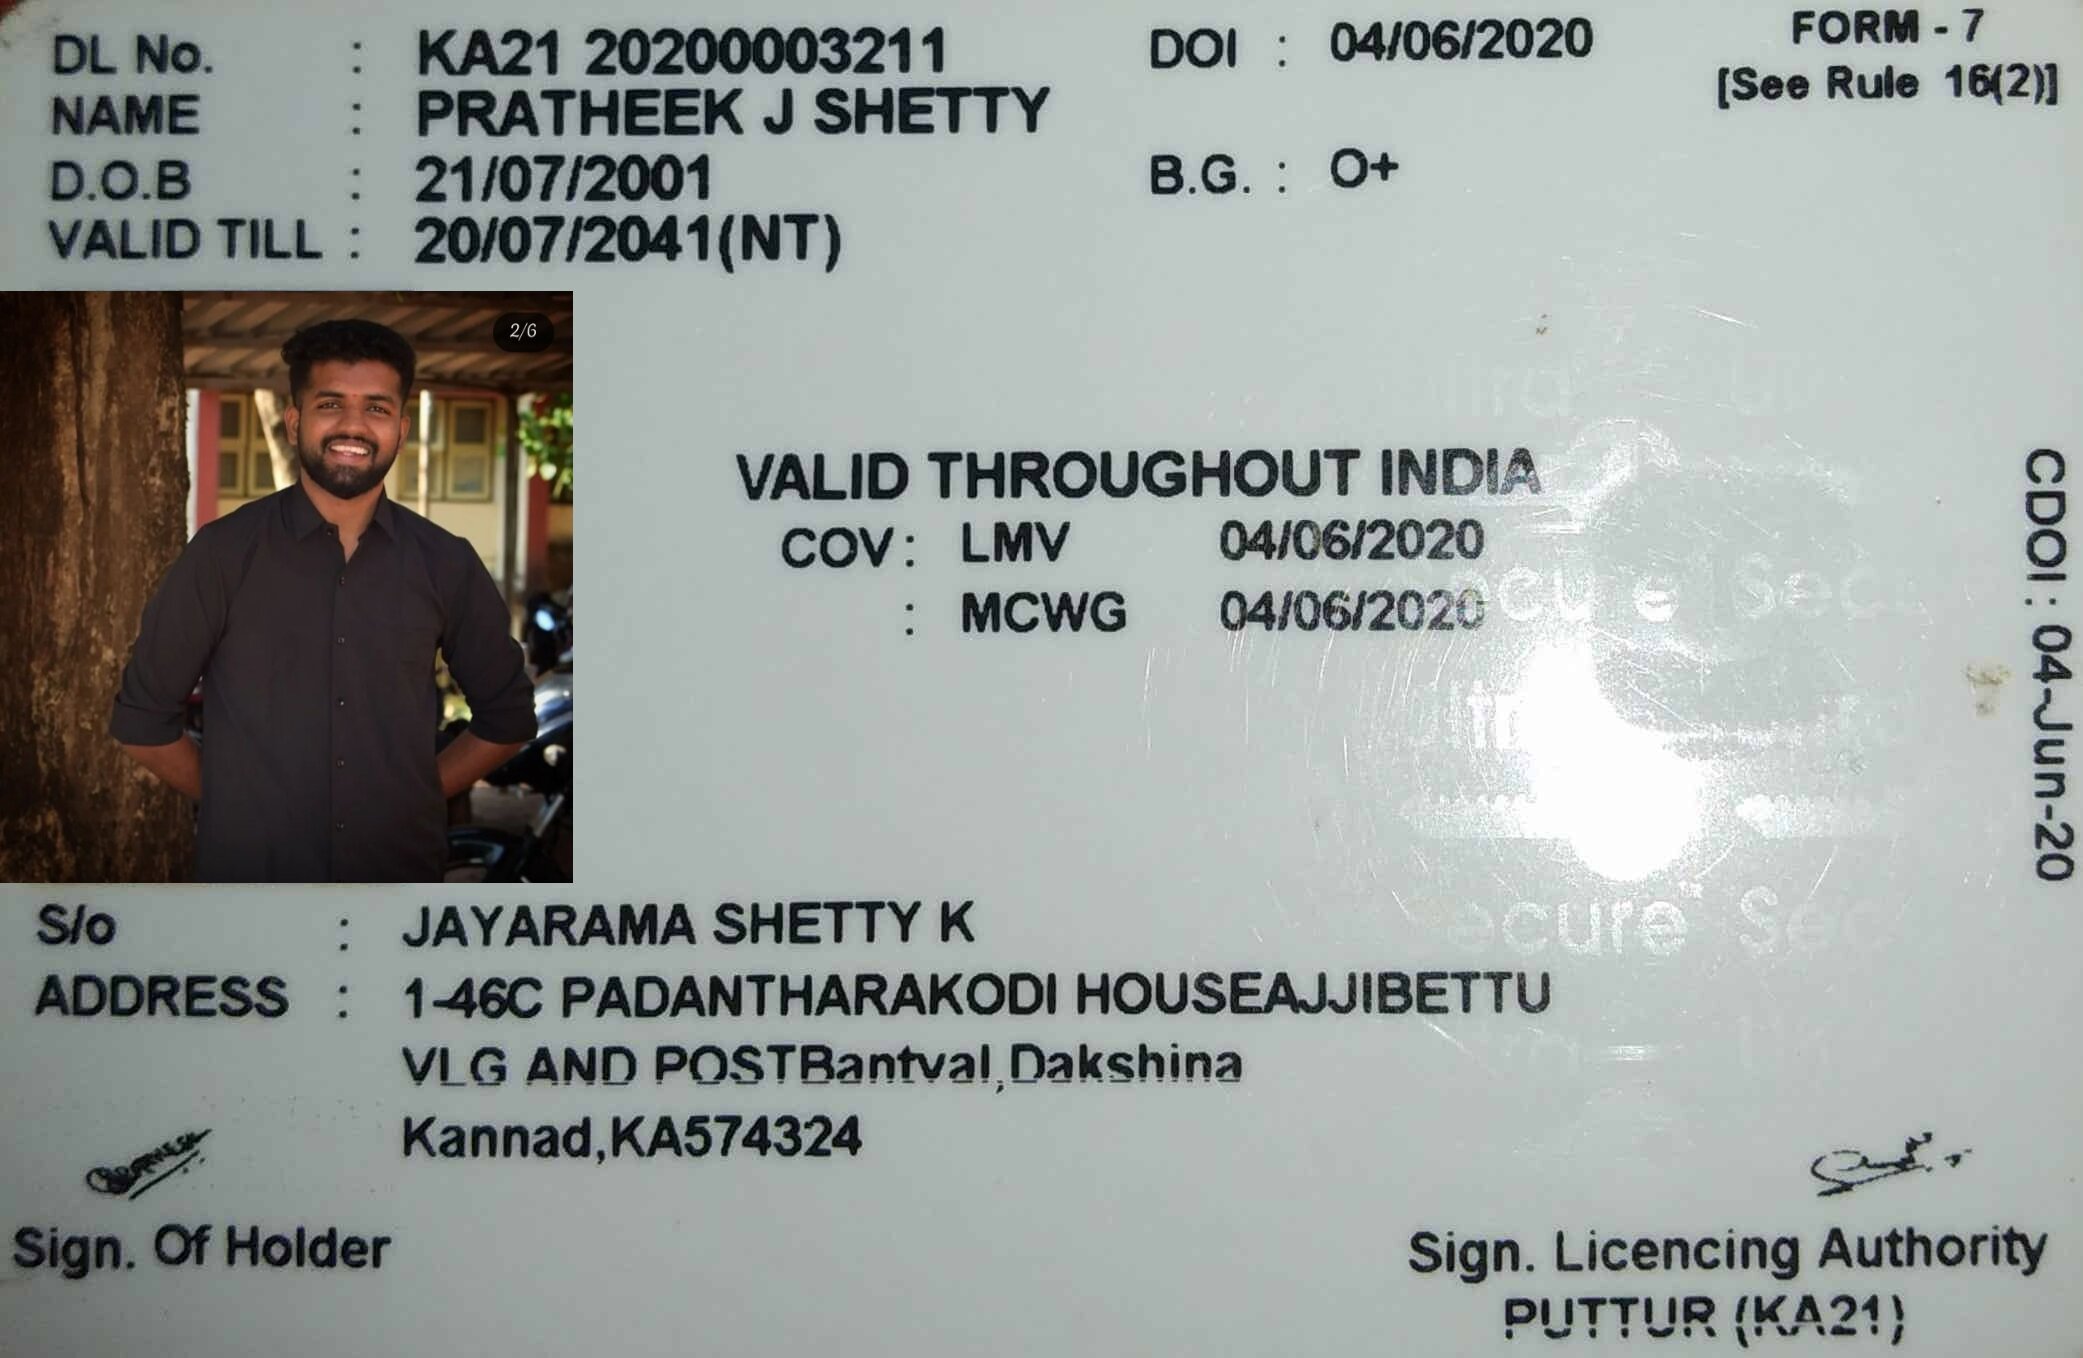 DL No. : KA21 20200003211 DOI : 04/06/2020 FORM - 7
[See Rule 16(2)]
NAME : PRATHEEK J SHETTY
D.O.B : 21/07/2001 B.G. : O+
VALID TILL : 20/07/2041(NT)
2/6
VALID THROUGHOUT INDIA
COV : LMV 04/06/2020
: MCWG 04/06/2020
CDOI : 04-Jun-20
S/o : JAYARAMA SHETTY K
ADDRESS : 1-46C PADANTHARAKODI HOUSEAJJIBETTU
VLG AND POSTBantval,Dakshina
Kannad,KA574324
Sign. Of Holder
Sign. Licencing Authority
PUTTUR (KA21)